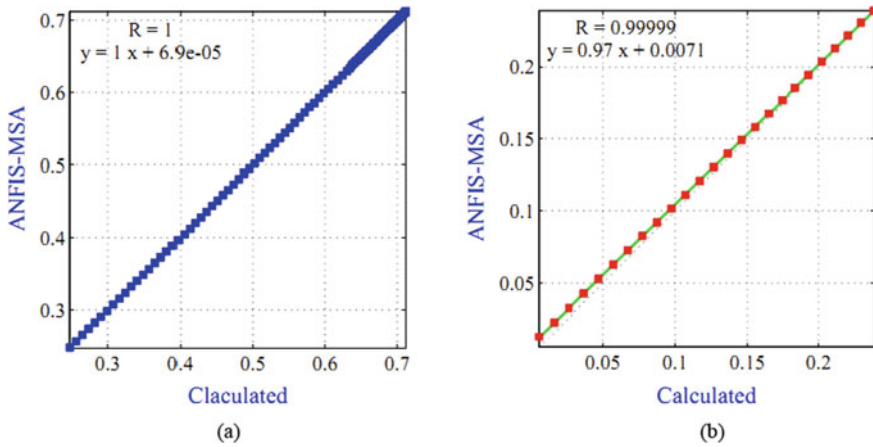 R = 1
y = 1 x + 6.9e-05
0.7
0.6
0.5
0.4
0.3
ANFIS-MSA
0.3 0.4 0.5 0.6 0.7
Claculated
(a)
R = 0.99999
y = 0.97 x + 0.0071
0.2
0.15
0.1
0.05
ANFIS-MSA
0.05 0.1 0.15 0.2
Calculated
(b)